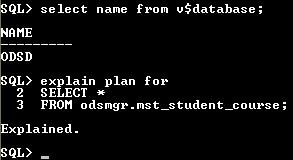 SQL> select name from v$database;
NAME
---------
ODSD
SQL> explain plan for
2 SELECT *
3 FROM odsmgr.mst_student_course;
Explained.
SQL> _